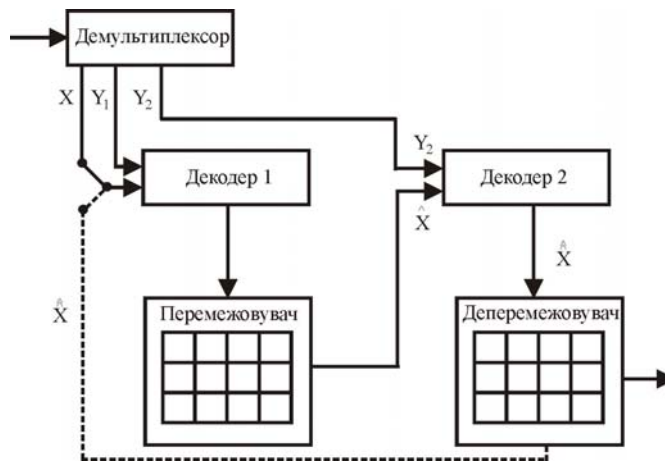 Демультиплексор
X Y₁ Y₂
Y₂
Декодер 1
Декодер 2
X̂
X̂
X̂
Перемежовувач
Деперемежовувач